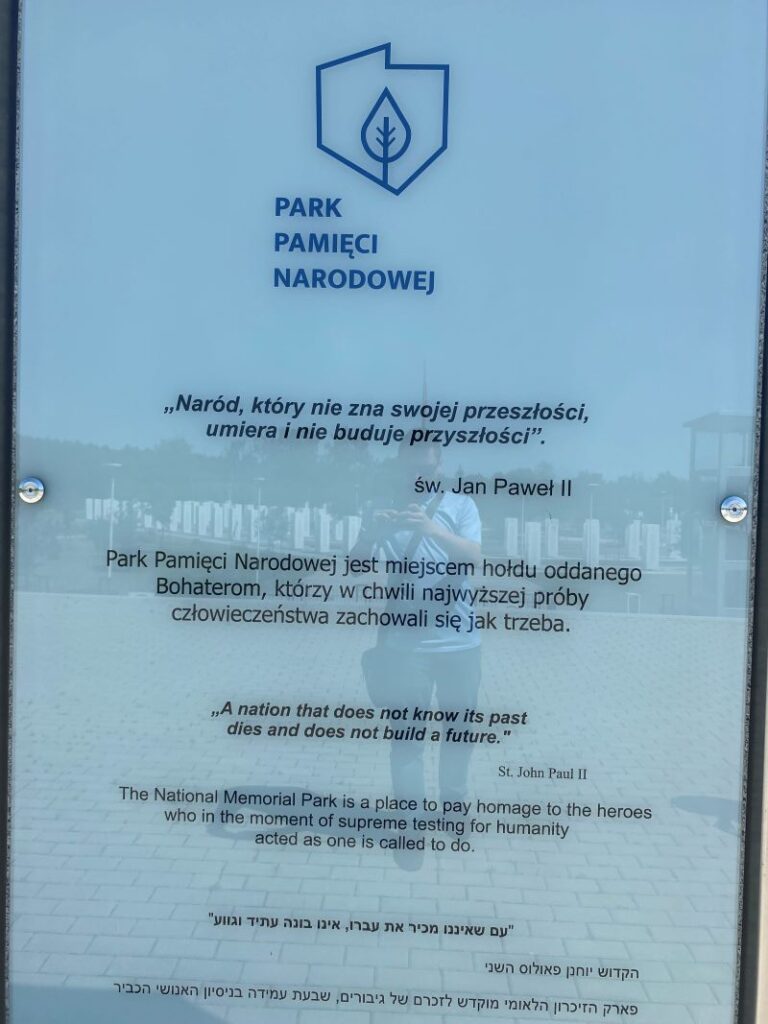 PARK
PAMIĘCI
NARODOWEJ
„Naród, który nie zna swojej przeszłości,
umiera i nie buduje przyszłości”.
św. Jan Paweł II
Park Pamięci Narodowej jest miejscem hołdu oddanego
Bohaterom, którzy w chwili najwyższej próby
człowieczeństwa zachowali się jak trzeba.
„A nation that does not know its past
dies and does not build a future."
St. John Paul II
The National Memorial Park is a place to pay homage to the heroes
who in the moment of supreme testing for humanity
acted as one is called to do.
"עם שאיננו מכיר את עברו, אינו בונה עתיד וגווע"
הקדוש יוחנן פאולוס השני
פארק הזיכרון הלאומי מוקדש לזכרם של גיבורים, שבעת עמידה בניסיון האנושי הכביר